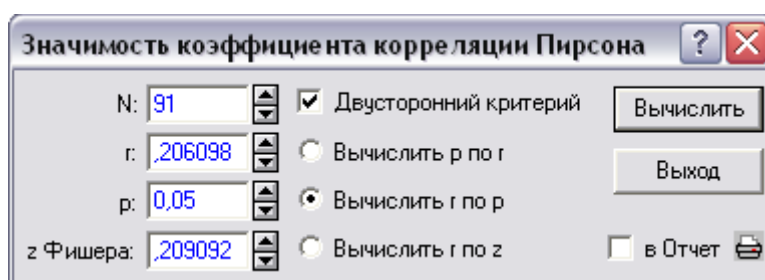 Значимость коэффициента корреляции Пирсона
N: 91 Двусторонний критерий Вычислить
r: ,206098 Вычислить p по r
Выход
p: 0,05 Вычислить r по p
z Фишера: ,209092 Вычислить r по z в Отчет